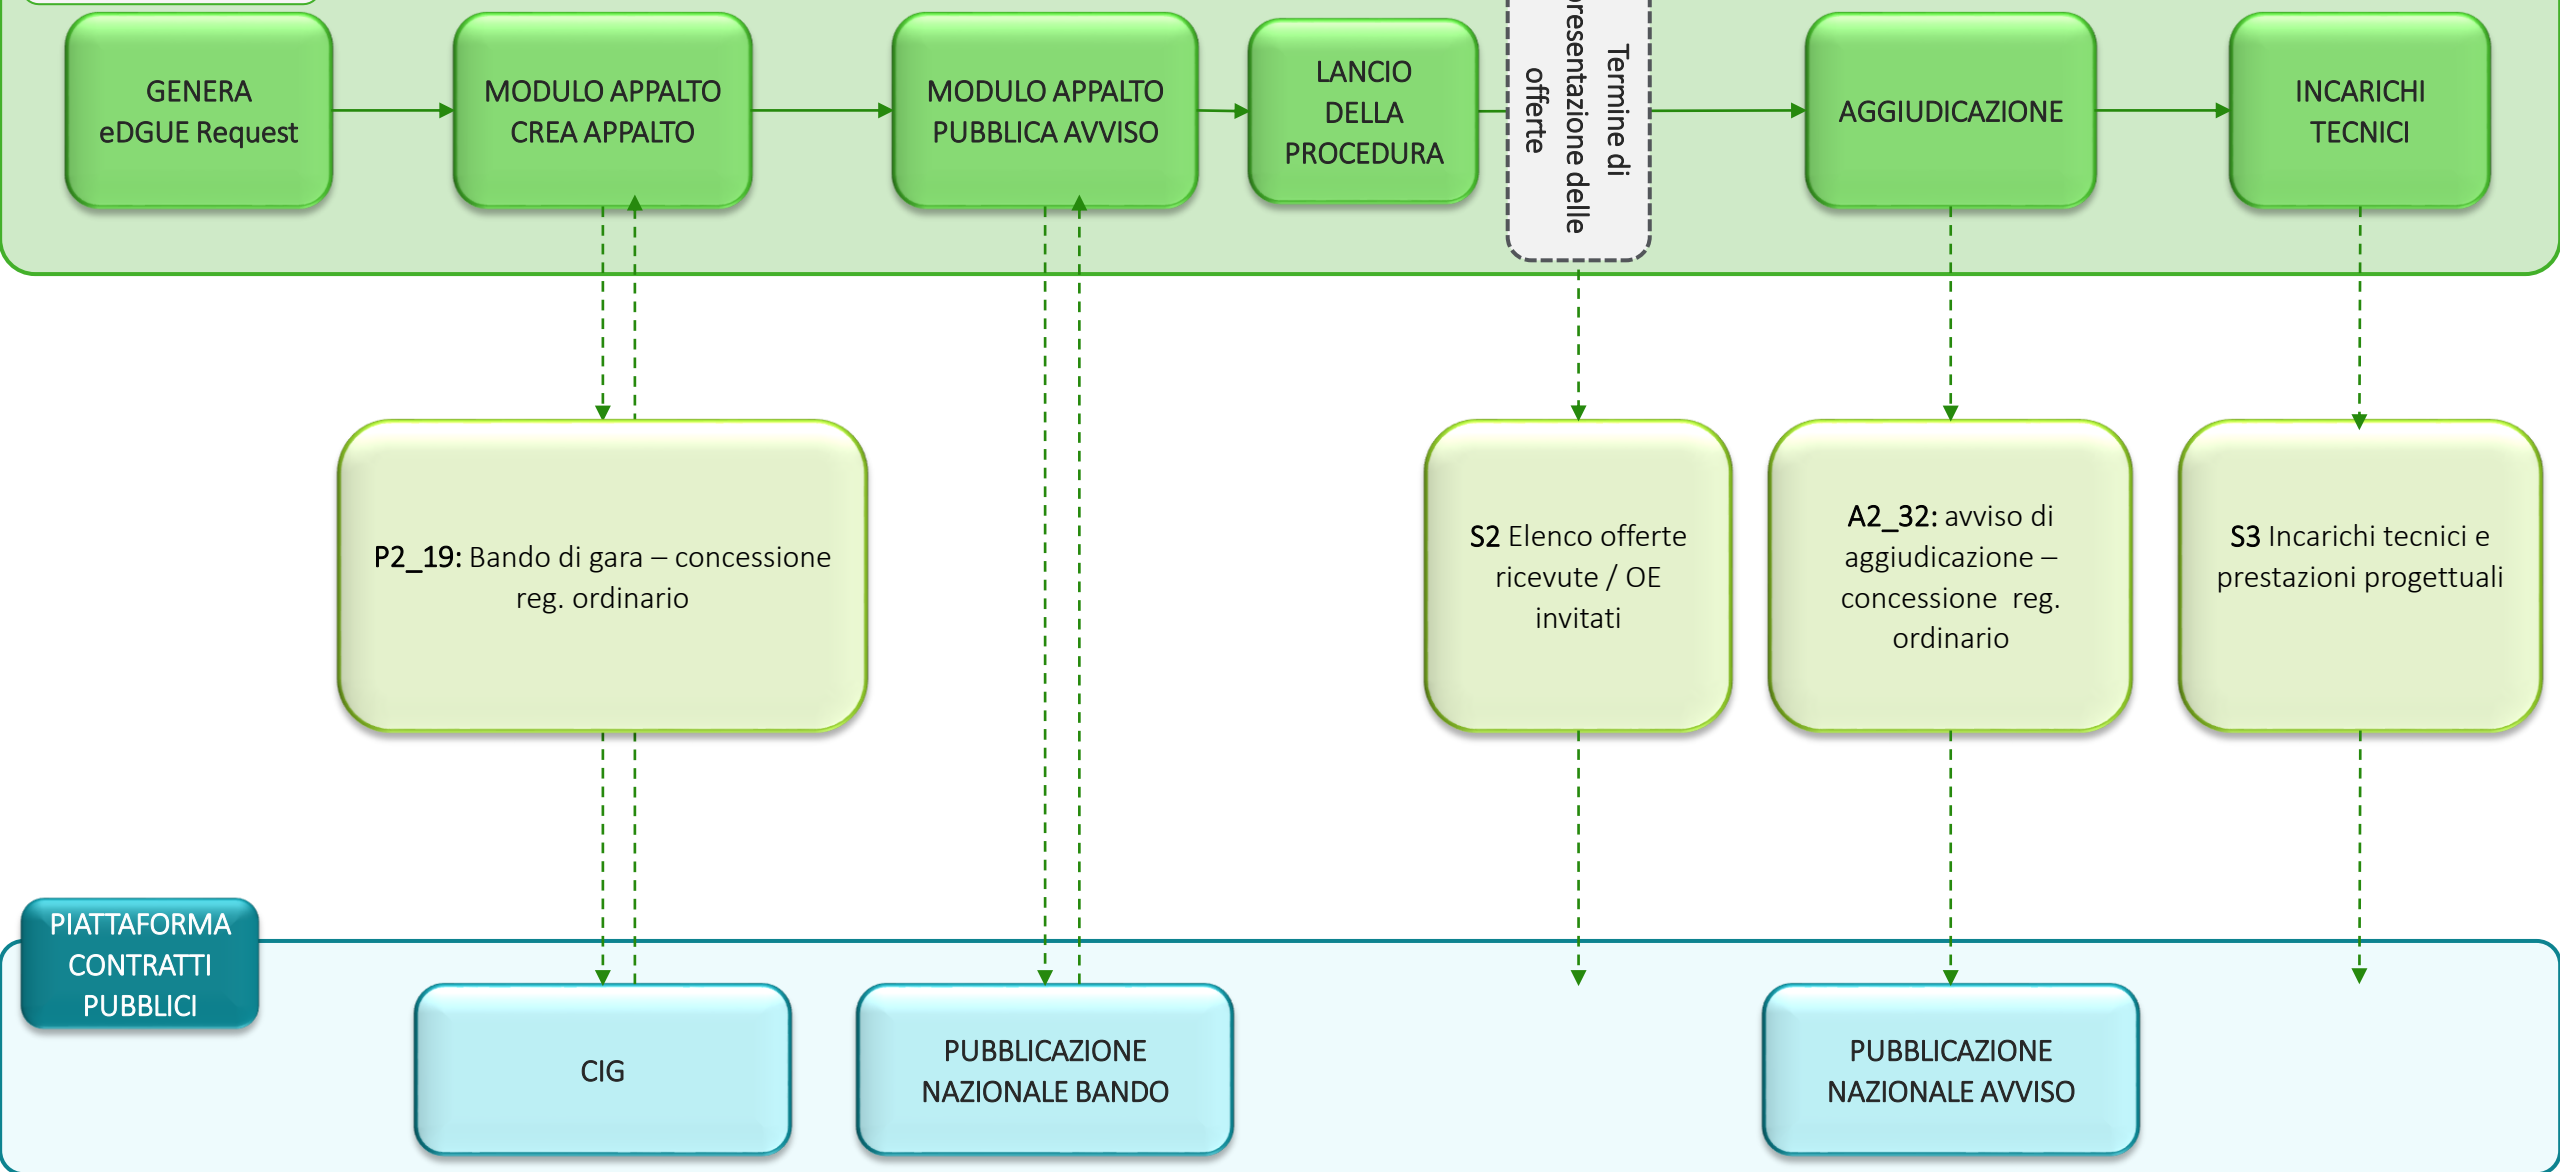 GENERA
eDGUE Request
MODULO APPALTO
CREA APPALTO
MODULO APPALTO
PUBBLICA AVVISO
LANCIO
DELLA
PROCEDURA
Termine di
presentazione delle
offerte
AGGIUDICAZIONE
INCARICHI
TECNICI
P2_19: Bando di gara – concessione
reg. ordinario
S2 Elenco offerte
ricevute / OE
invitati
A2_32: avviso di
aggiudicazione –
concessione reg.
ordinario
S3 Incarichi tecnici e
prestazioni progettuali
PIATTAFORMA
CONTRATTI
PUBBLICI
CIG
PUBBLICAZIONE
NAZIONALE BANDO
PUBBLICAZIONE
NAZIONALE AVVISO